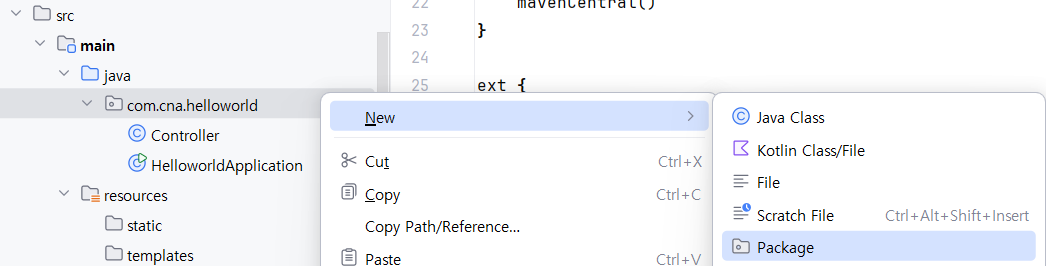 src
main
java
com.cna.helloworld
Controller
HelloworldApplication
resources
static
templates
22 mavenCentral()
23 }
24
25 ext {
New
Cut Ctrl+X
Copy Ctrl+C
Copy Path/Reference...
Paste Ctrl+V
Java Class
Kotlin Class/File
File
Scratch File Ctrl+Alt+Shift+Insert
Package